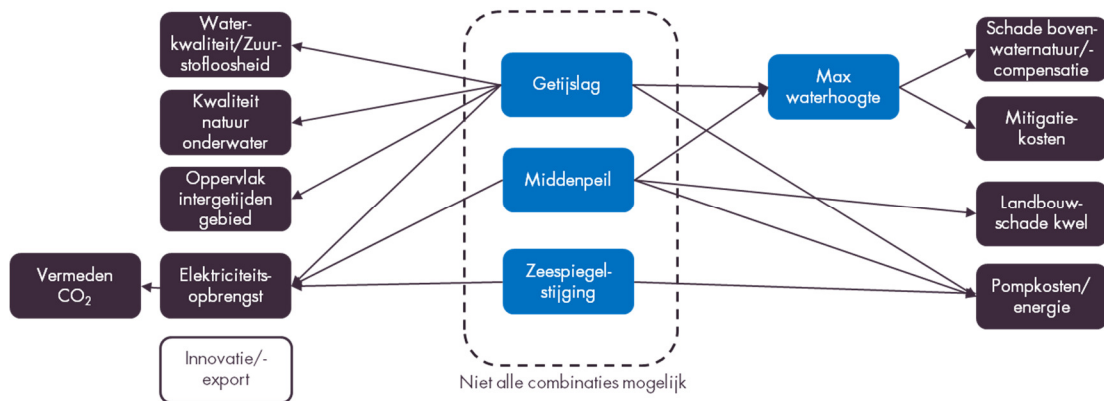 Water-
kwaliteit/Zuur-
stofloosheid
Kwaliteit
natuur
onderwater
Oppervlak
intergetijden
gebied
Vermeden
CO₂
Elektriciteits-
opbrengst
Innovatie/-
export
Getijslag
Middenpeil
Zeespiegel-
stijging
Niet alle combinaties mogelijk
Max
waterhoogte
Schade boven-
waternatuur/-
compensatie
Mitigatie-
kosten
Landbouw-
schade kwel
Pompkosten/
energie